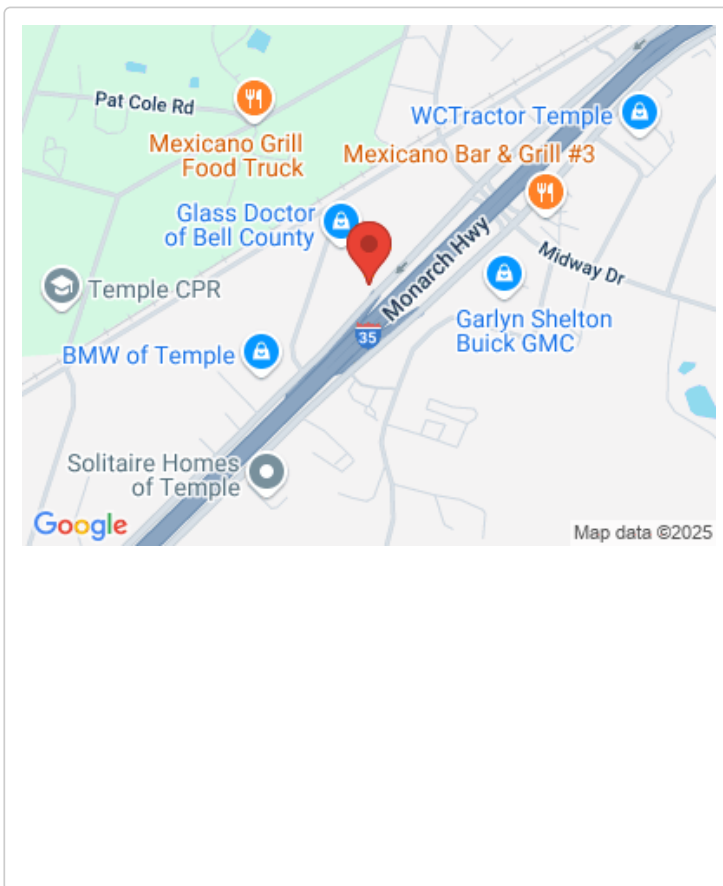 Pat Cole Rd
Mexicano Grill
Food Truck
WCTractor Temple
Mexicano Bar & Grill #3
Glass Doctor
of Bell County
Monarch Hwy
Midway Dr
Temple CPR
35
Garlyn Shelton
Buick GMC
BMW of Temple
Solitaire Homes
of Temple
Google
Map data ©2025